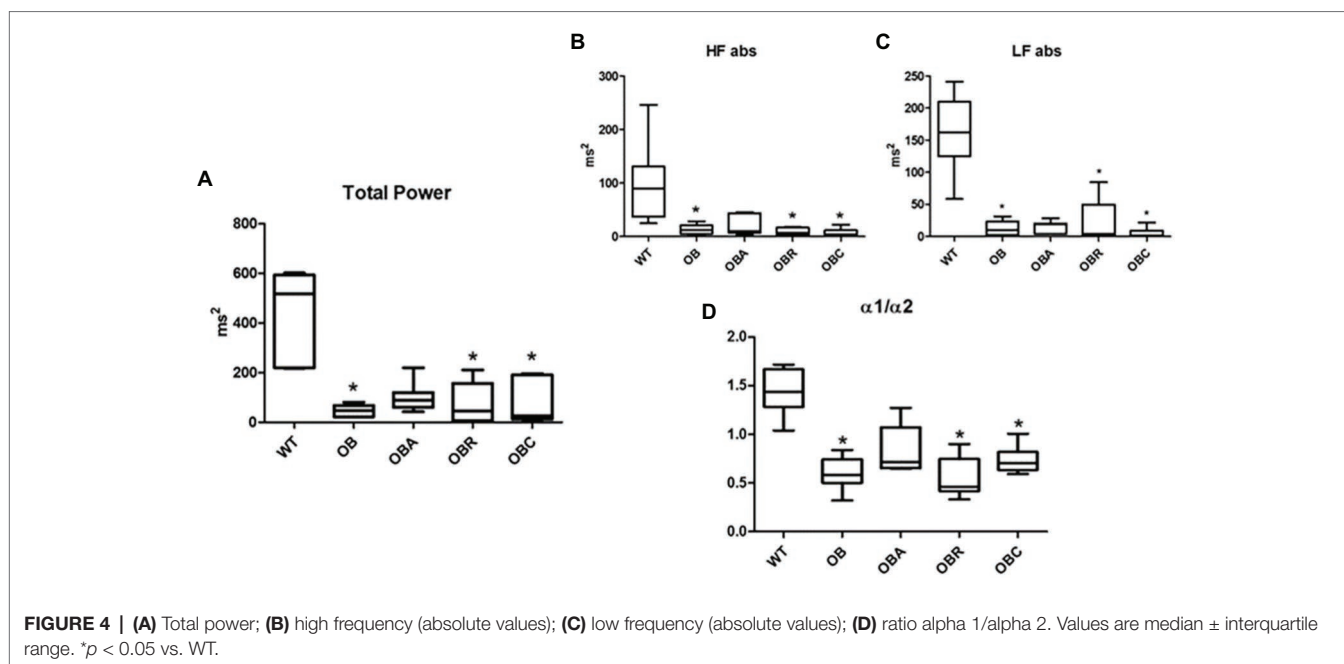 A
Total Power
ms²
800
600
400
200
0
*
*
*
WT
OB
OBA
OBR
OBC
B
HF abs
ms²
300
200
100
0
*
*
*
WT
OB
OBA
OBR
OBC
C
LF abs
ms²
250
200
150
100
50
0
*
*
*
WT
OB
OBA
OBR
OBC
D
α1/α2
2.0
1.5
1.0
0.5
0.0
*
*
*
WT
OB
OBA
OBR
OBC
FIGURE 4 | (A) Total power; (B) high frequency (absolute values); (C) low frequency (absolute values); (D) ratio alpha 1/alpha 2. Values are median ± interquartile
range. *p < 0.05 vs. WT.